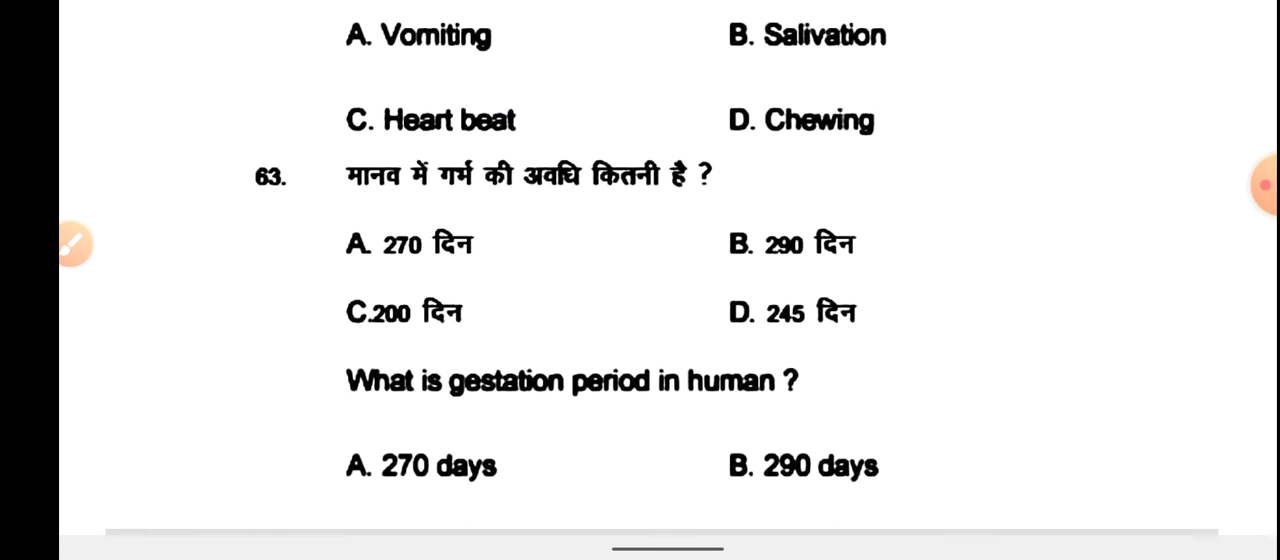 A. Vomiting B. Salivation
C. Heart beat D. Chewing
63. मानव में गर्भ की अवधि कितनी है ?
A. 270 दिन B. 290 दिन
C.200 दिन D. 245 दिन
What is gestation period in human ?
A. 270 days B. 290 days